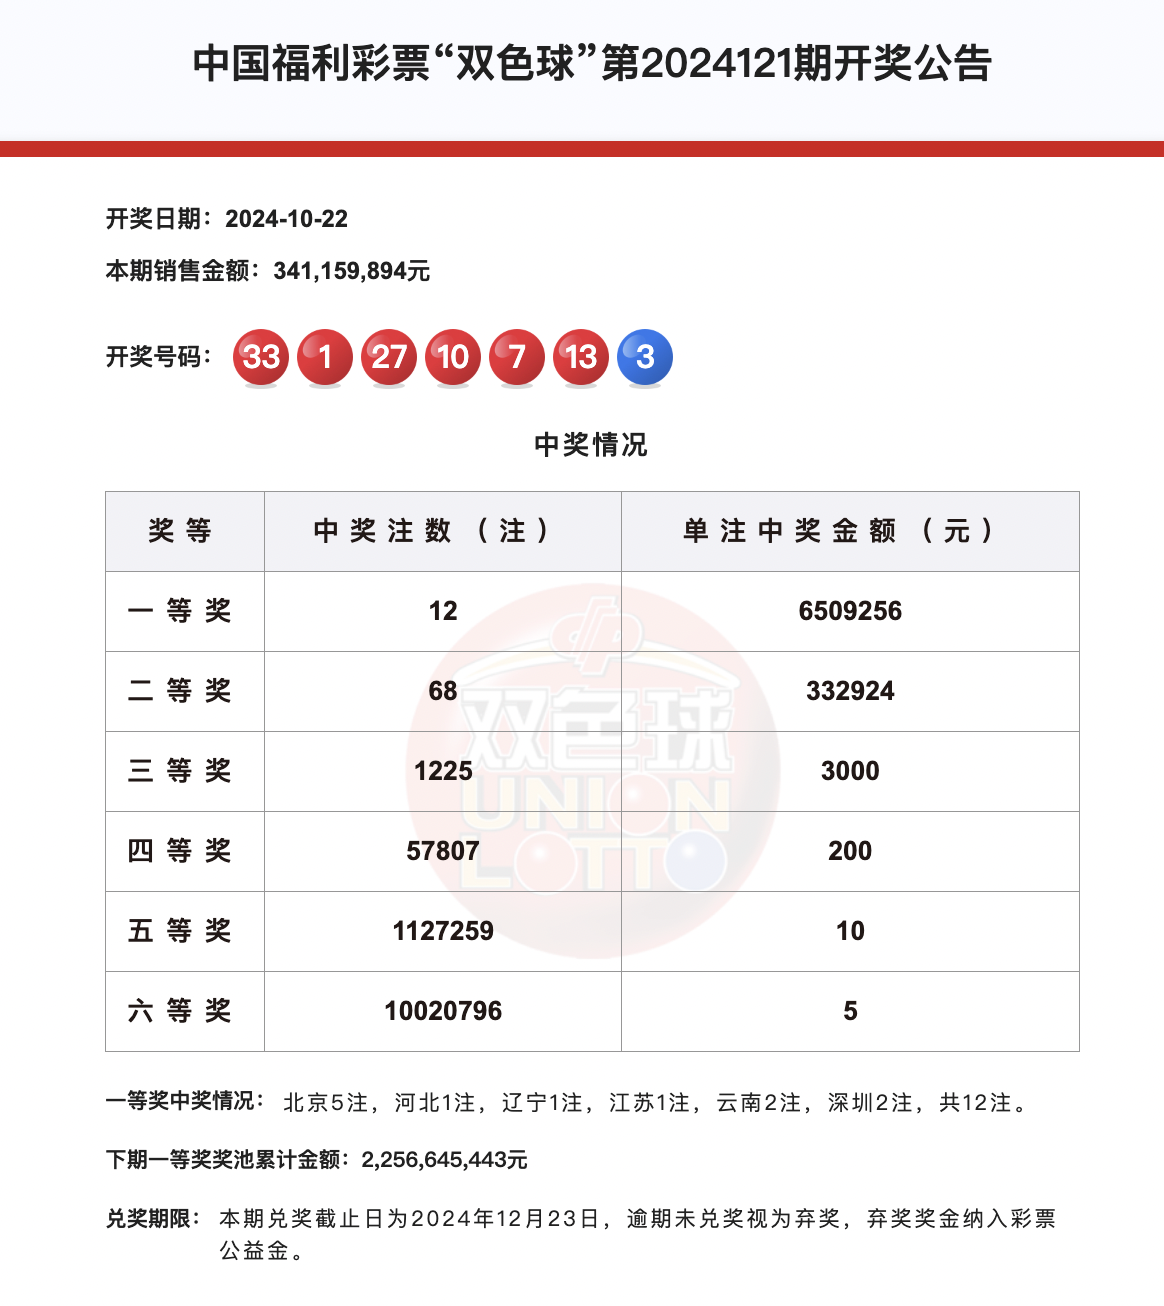 中国福利彩票“双色球”第2024121期开奖公告
开奖日期：2024-10-22
本期销售金额：341,159,894元
开奖号码： 33 1 27 10 7 13 3
中奖情况
奖等 中奖注数（注） 单注中奖金额（元）
一等奖 12 6509256
二等奖 68 332924
三等奖 1225 3000
四等奖 57807 200
五等奖 1127259 10
六等奖 10020796 5
双色球
UNION
LOTTO
一等奖中奖情况： 北京5注，河北1注，辽宁1注，江苏1注，云南2注，深圳2注，共12注。
下期一等奖奖池累计金额：2,256,645,443元
兑奖期限： 本期兑奖截止日为2024年12月23日，逾期未兑奖视为弃奖，弃奖奖金纳入彩票
公益金。